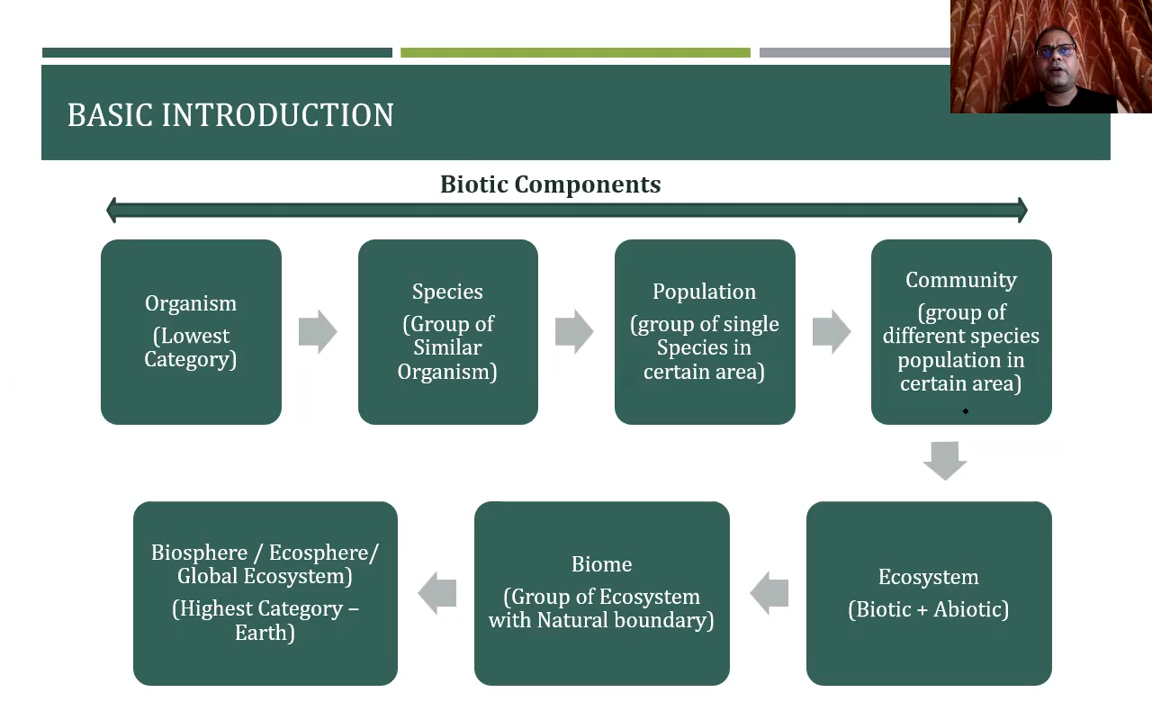 BASIC INTRODUCTION
Biotic Components
Organism
(Lowest
Category)
Species
(Group of
Similar
Organism)
Population
(group of single
Species in
certain area)
Community
(group of
different species
population in
certain area)
Ecosystem
(Biotic + Abiotic)
Biome
(Group of Ecosystem
with Natural boundary)
Biosphere / Ecosphere/
Global Ecosystem)
(Highest Category –
Earth)